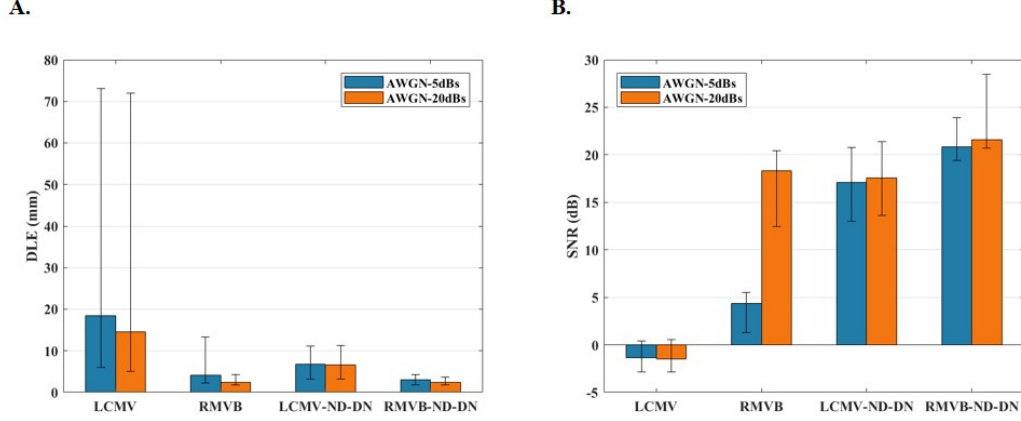 A.
B.
80
70
60
50
40
30
20
10
0
DLE (mm)
AWGN-5dBs
AWGN-20dBs
LCMV RMVB LCMV-ND-DN RMVB-ND-DN
30
25
20
15
10
5
0
-5
SNR (dB)
AWGN-5dBs
AWGN-20dBs
LCMV RMVB LCMV-ND-DN RMVB-ND-DN